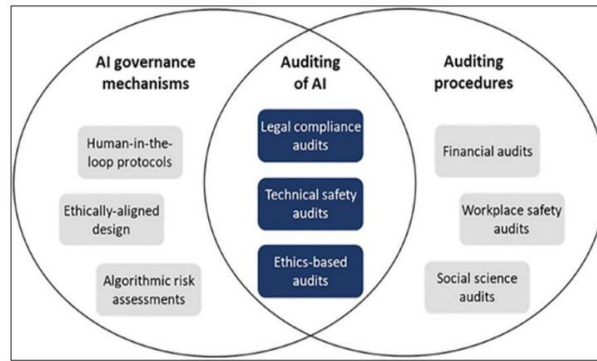 AI governance
mechanisms
Human-in-the-
loop protocols
Ethically-aligned
design
Algorithmic risk
assessments
Auditing
of AI
Legal compliance
audits
Technical safety
audits
Ethics-based
audits
Auditing
procedures
Financial audits
Workplace safety
audits
Social science
audits